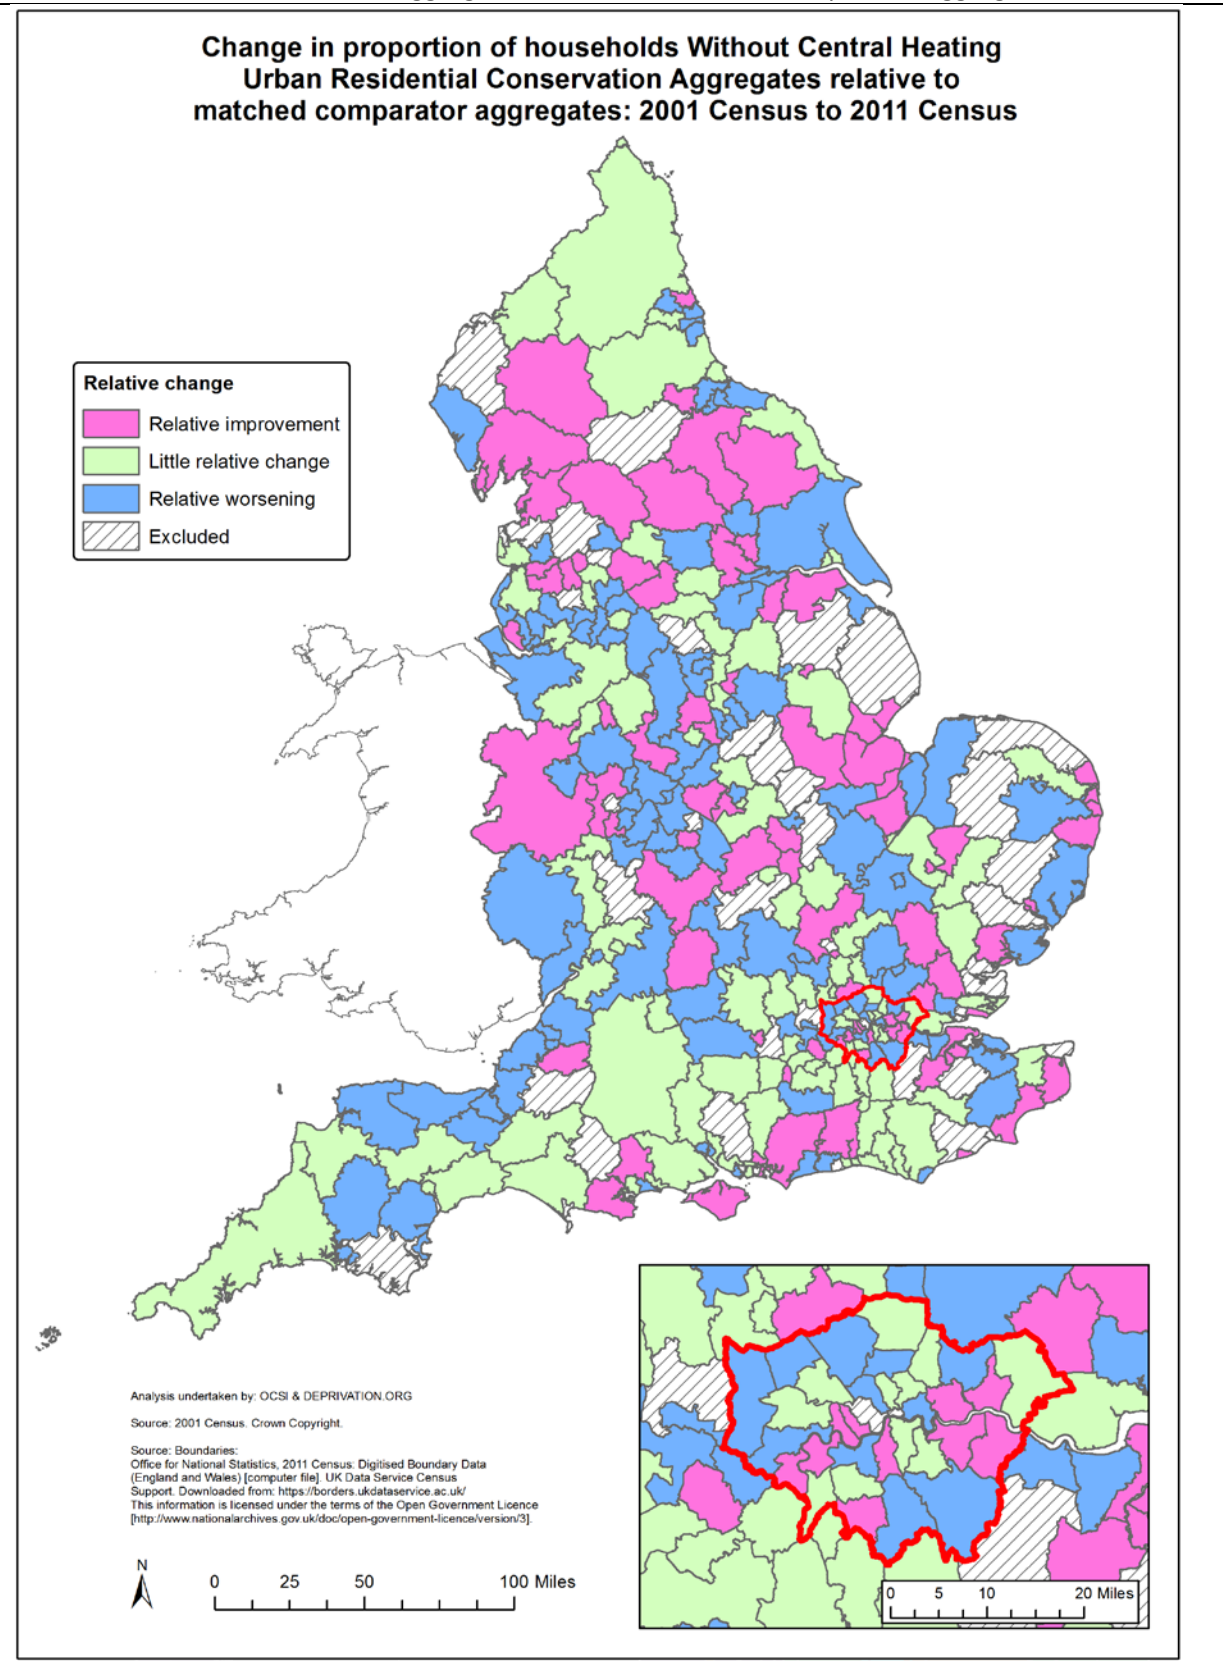 Change in proportion of households Without Central Heating
Urban Residential Conservation Aggregates relative to
matched comparator aggregates: 2001 Census to 2011 Census
Relative change
Relative improvement
Little relative change
Relative worsening
Excluded
Analysis undertaken by: OCSI & DEPRIVATION.ORG
Source: 2001 Census. Crown Copyright.
Source: Boundaries:
Office for National Statistics, 2011 Census: Digitised Boundary Data
(England and Wales) [computer file]. UK Data Service Census
Support. Downloaded from: https://borders.ukdataservice.ac.uk/
This information is licensed under the terms of the Open Government Licence
[http://www.nationalarchives.gov.uk/doc/open-government-licence/version/3].
N
0 25 50 100 Miles
0 5 10 20 Miles